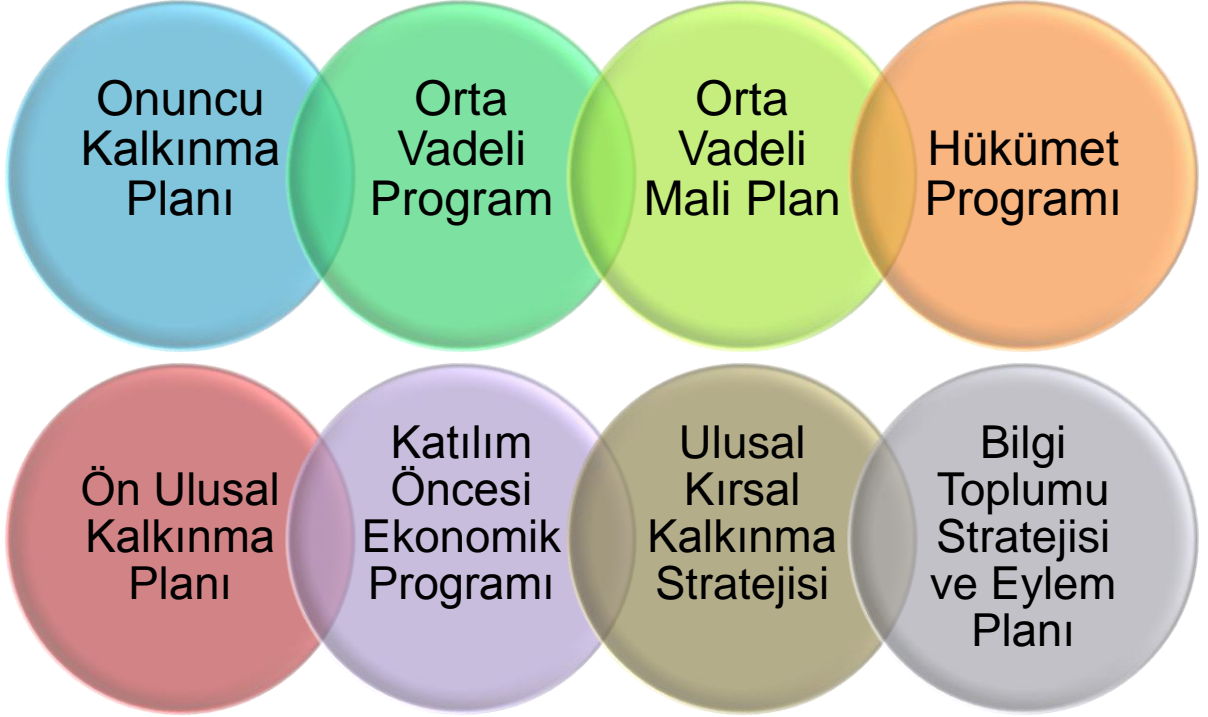 Onuncu
Kalkınma
Planı
Orta
Vadeli
Program
Orta
Vadeli
Mali Plan
Hükümet
Programı
Ön Ulusal
Kalkınma
Planı
Katılım
Öncesi
Ekonomik
Programı
Ulusal
Kırsal
Kalkınma
Stratejisi
Bilgi
Toplumu
Stratejisi
ve Eylem
Planı